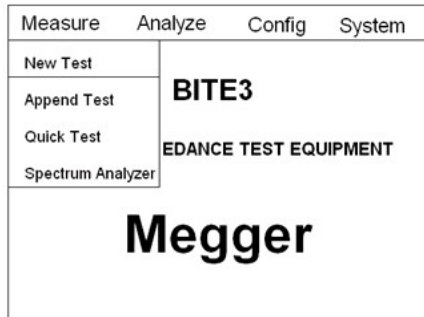 Measure Analyze Config System
New Test
Append Test
Quick Test
Spectrum Analyzer
BITE3
EDANCE TEST EQUIPMENT
Megger